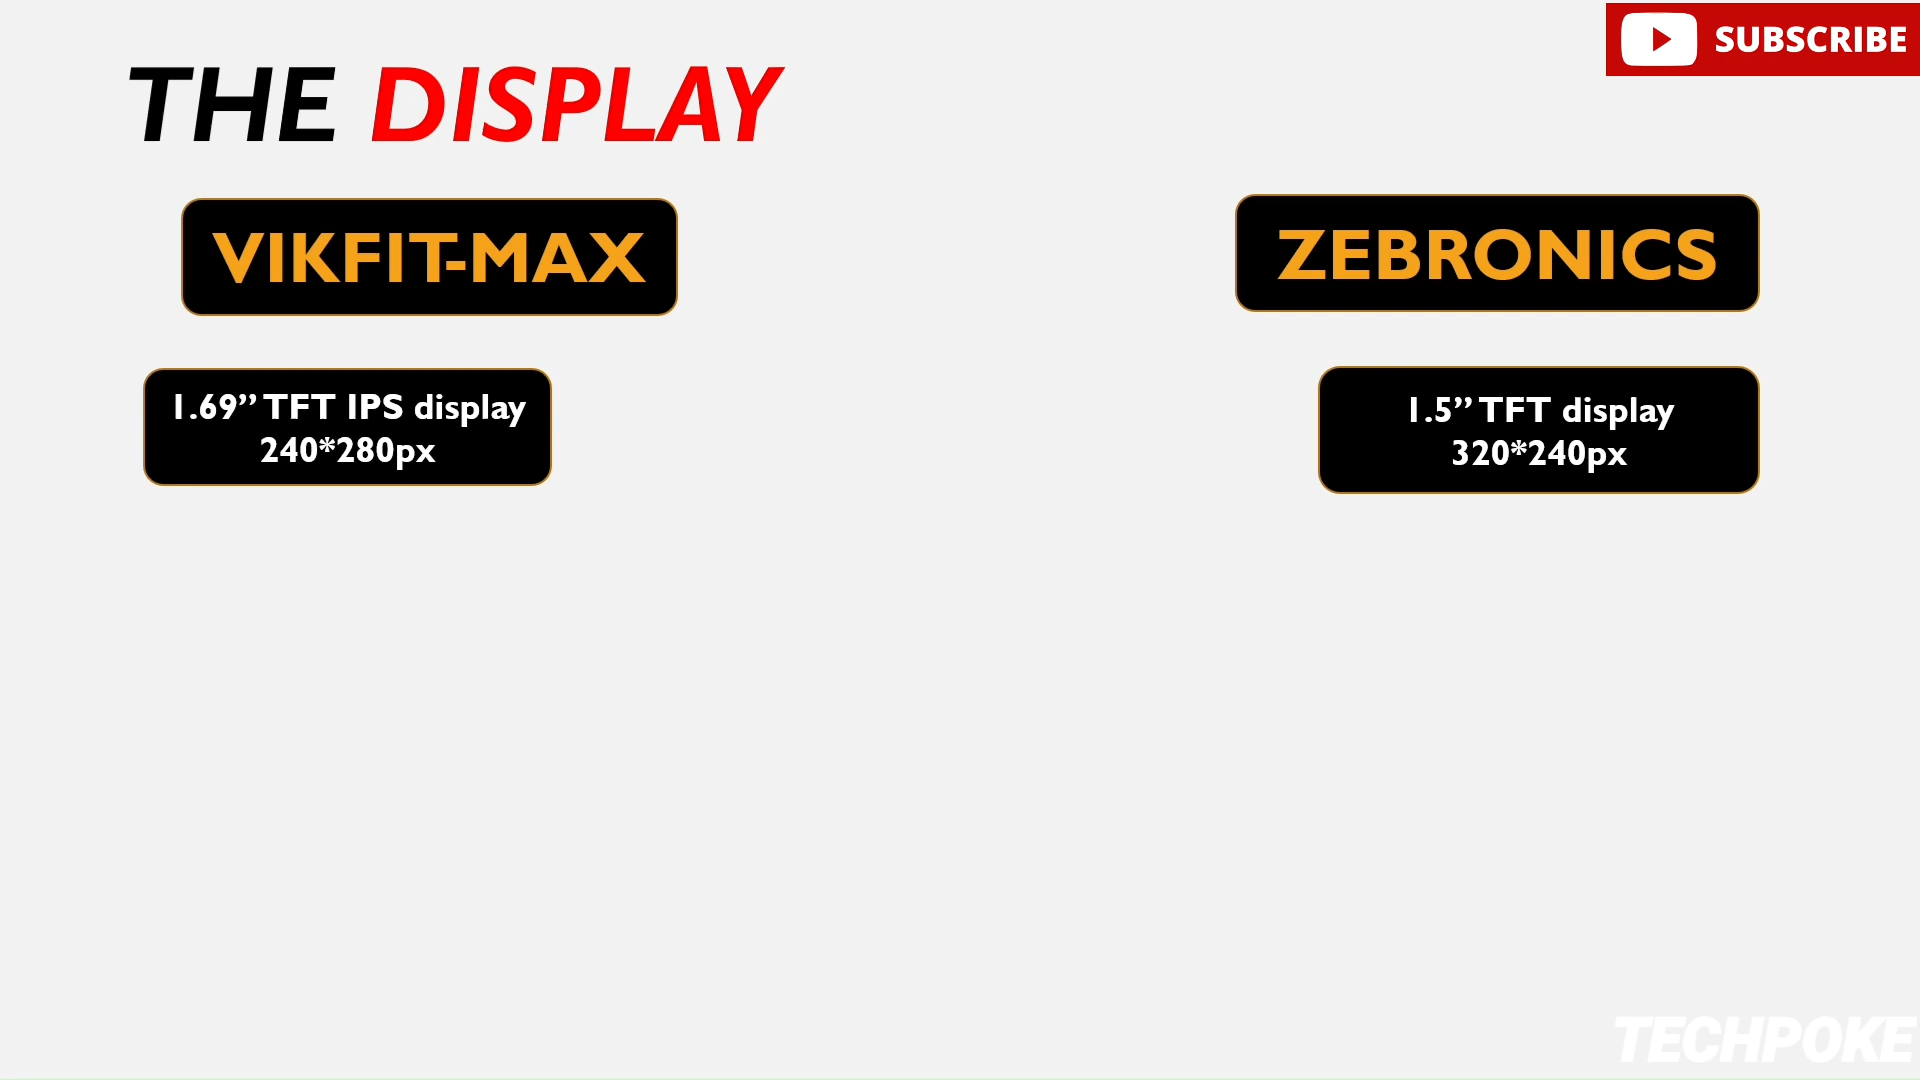 SUBSCRIBE
THE DISPLAY
VIKFIT-MAX
ZEBRONICS
1.69’’ TFT IPS display
240*280px
1.5’’ TFT display
320*240px
TECHPOKE